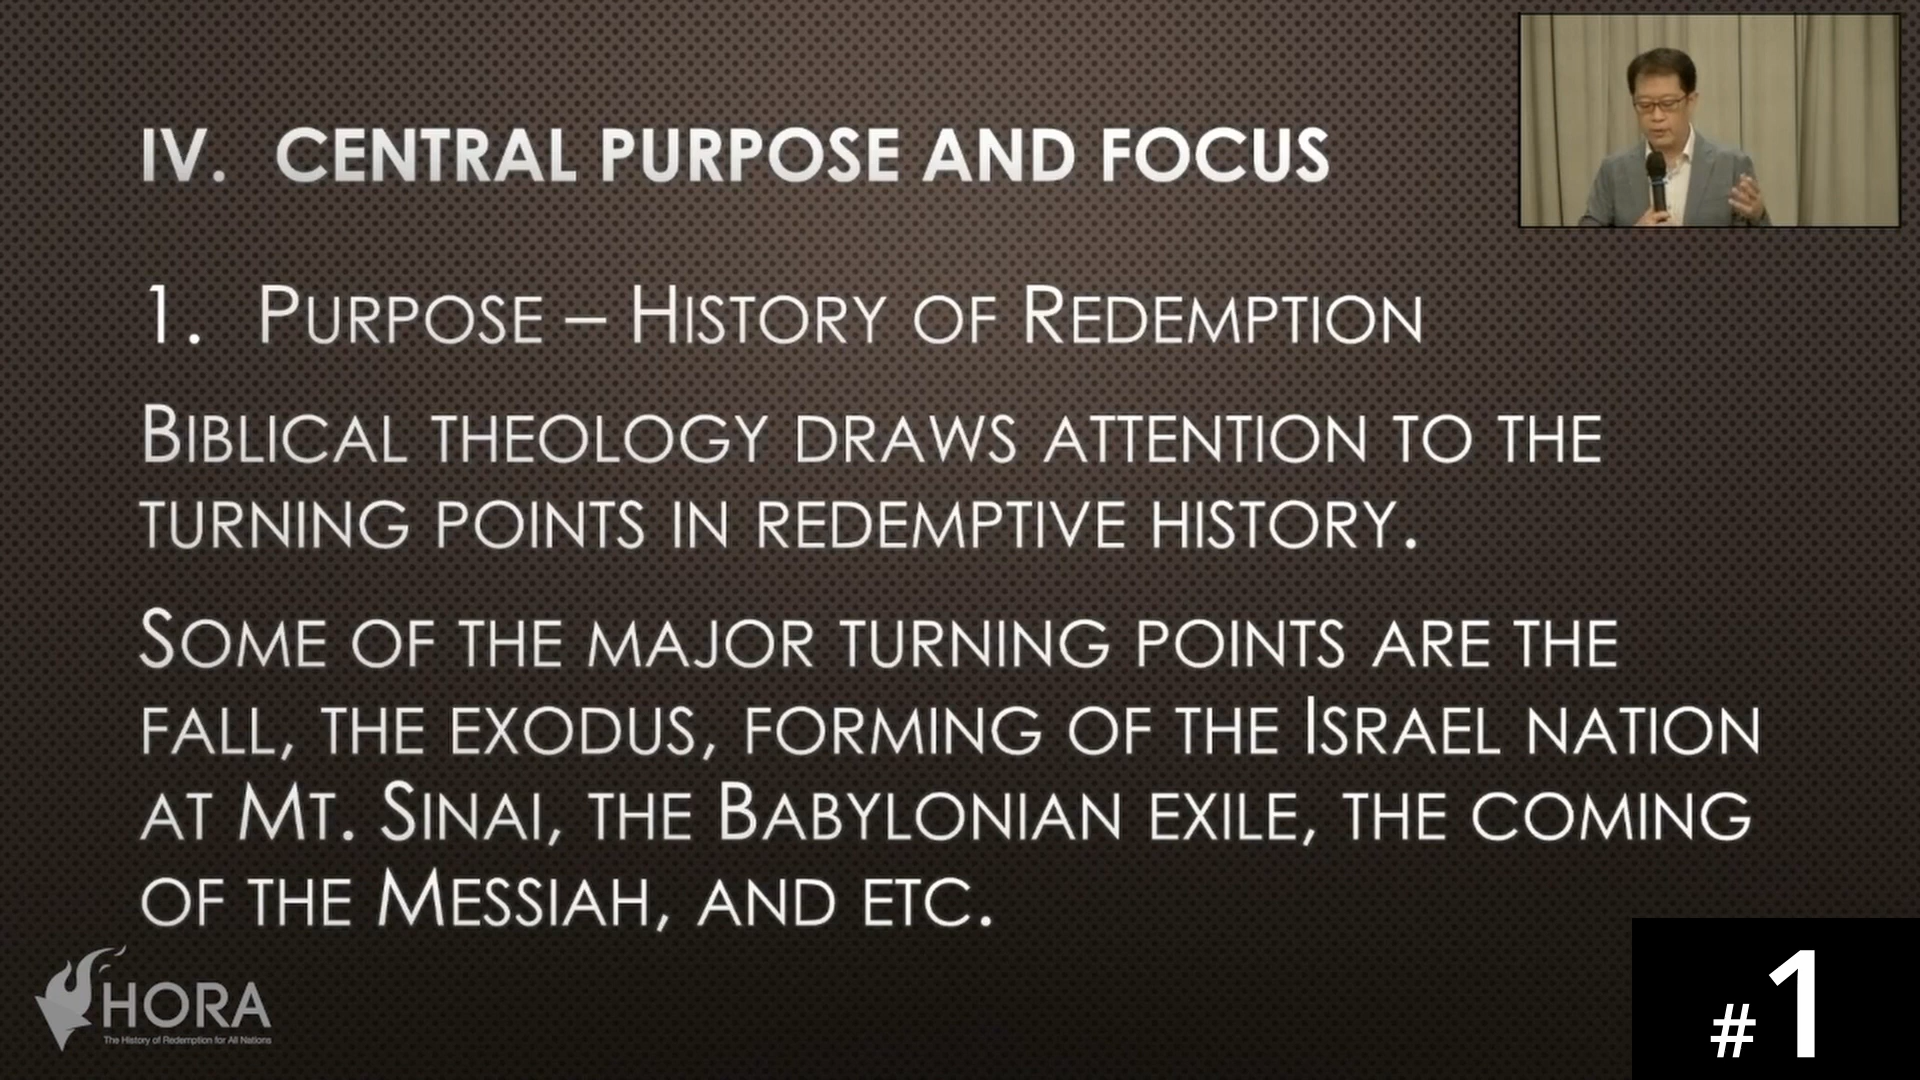 IV. CENTRAL PURPOSE AND FOCUS
1. PURPOSE – HISTORY OF REDEMPTION
BIBLICAL THEOLOGY DRAWS ATTENTION TO THE
TURNING POINTS IN REDEMPTIVE HISTORY.
SOME OF THE MAJOR TURNING POINTS ARE THE
FALL, THE EXODUS, FORMING OF THE ISRAEL NATION
AT MT. SINAI, THE BABYLONIAN EXILE, THE COMING
OF THE MESSIAH, AND ETC.
HORA
The History of Redemption for All Nations
#1